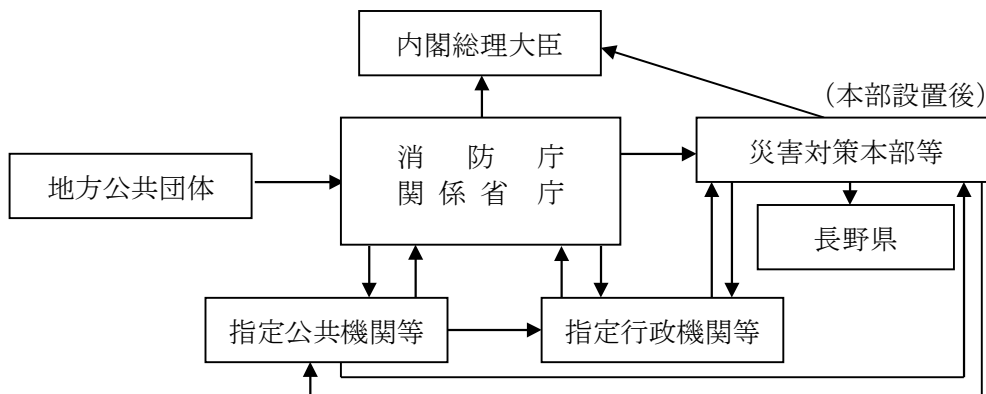 内閣総理大臣
（本部設置後）
消防庁
関係省庁
災害対策本部等
地方公共団体
長野県
指定公共機関等
指定行政機関等